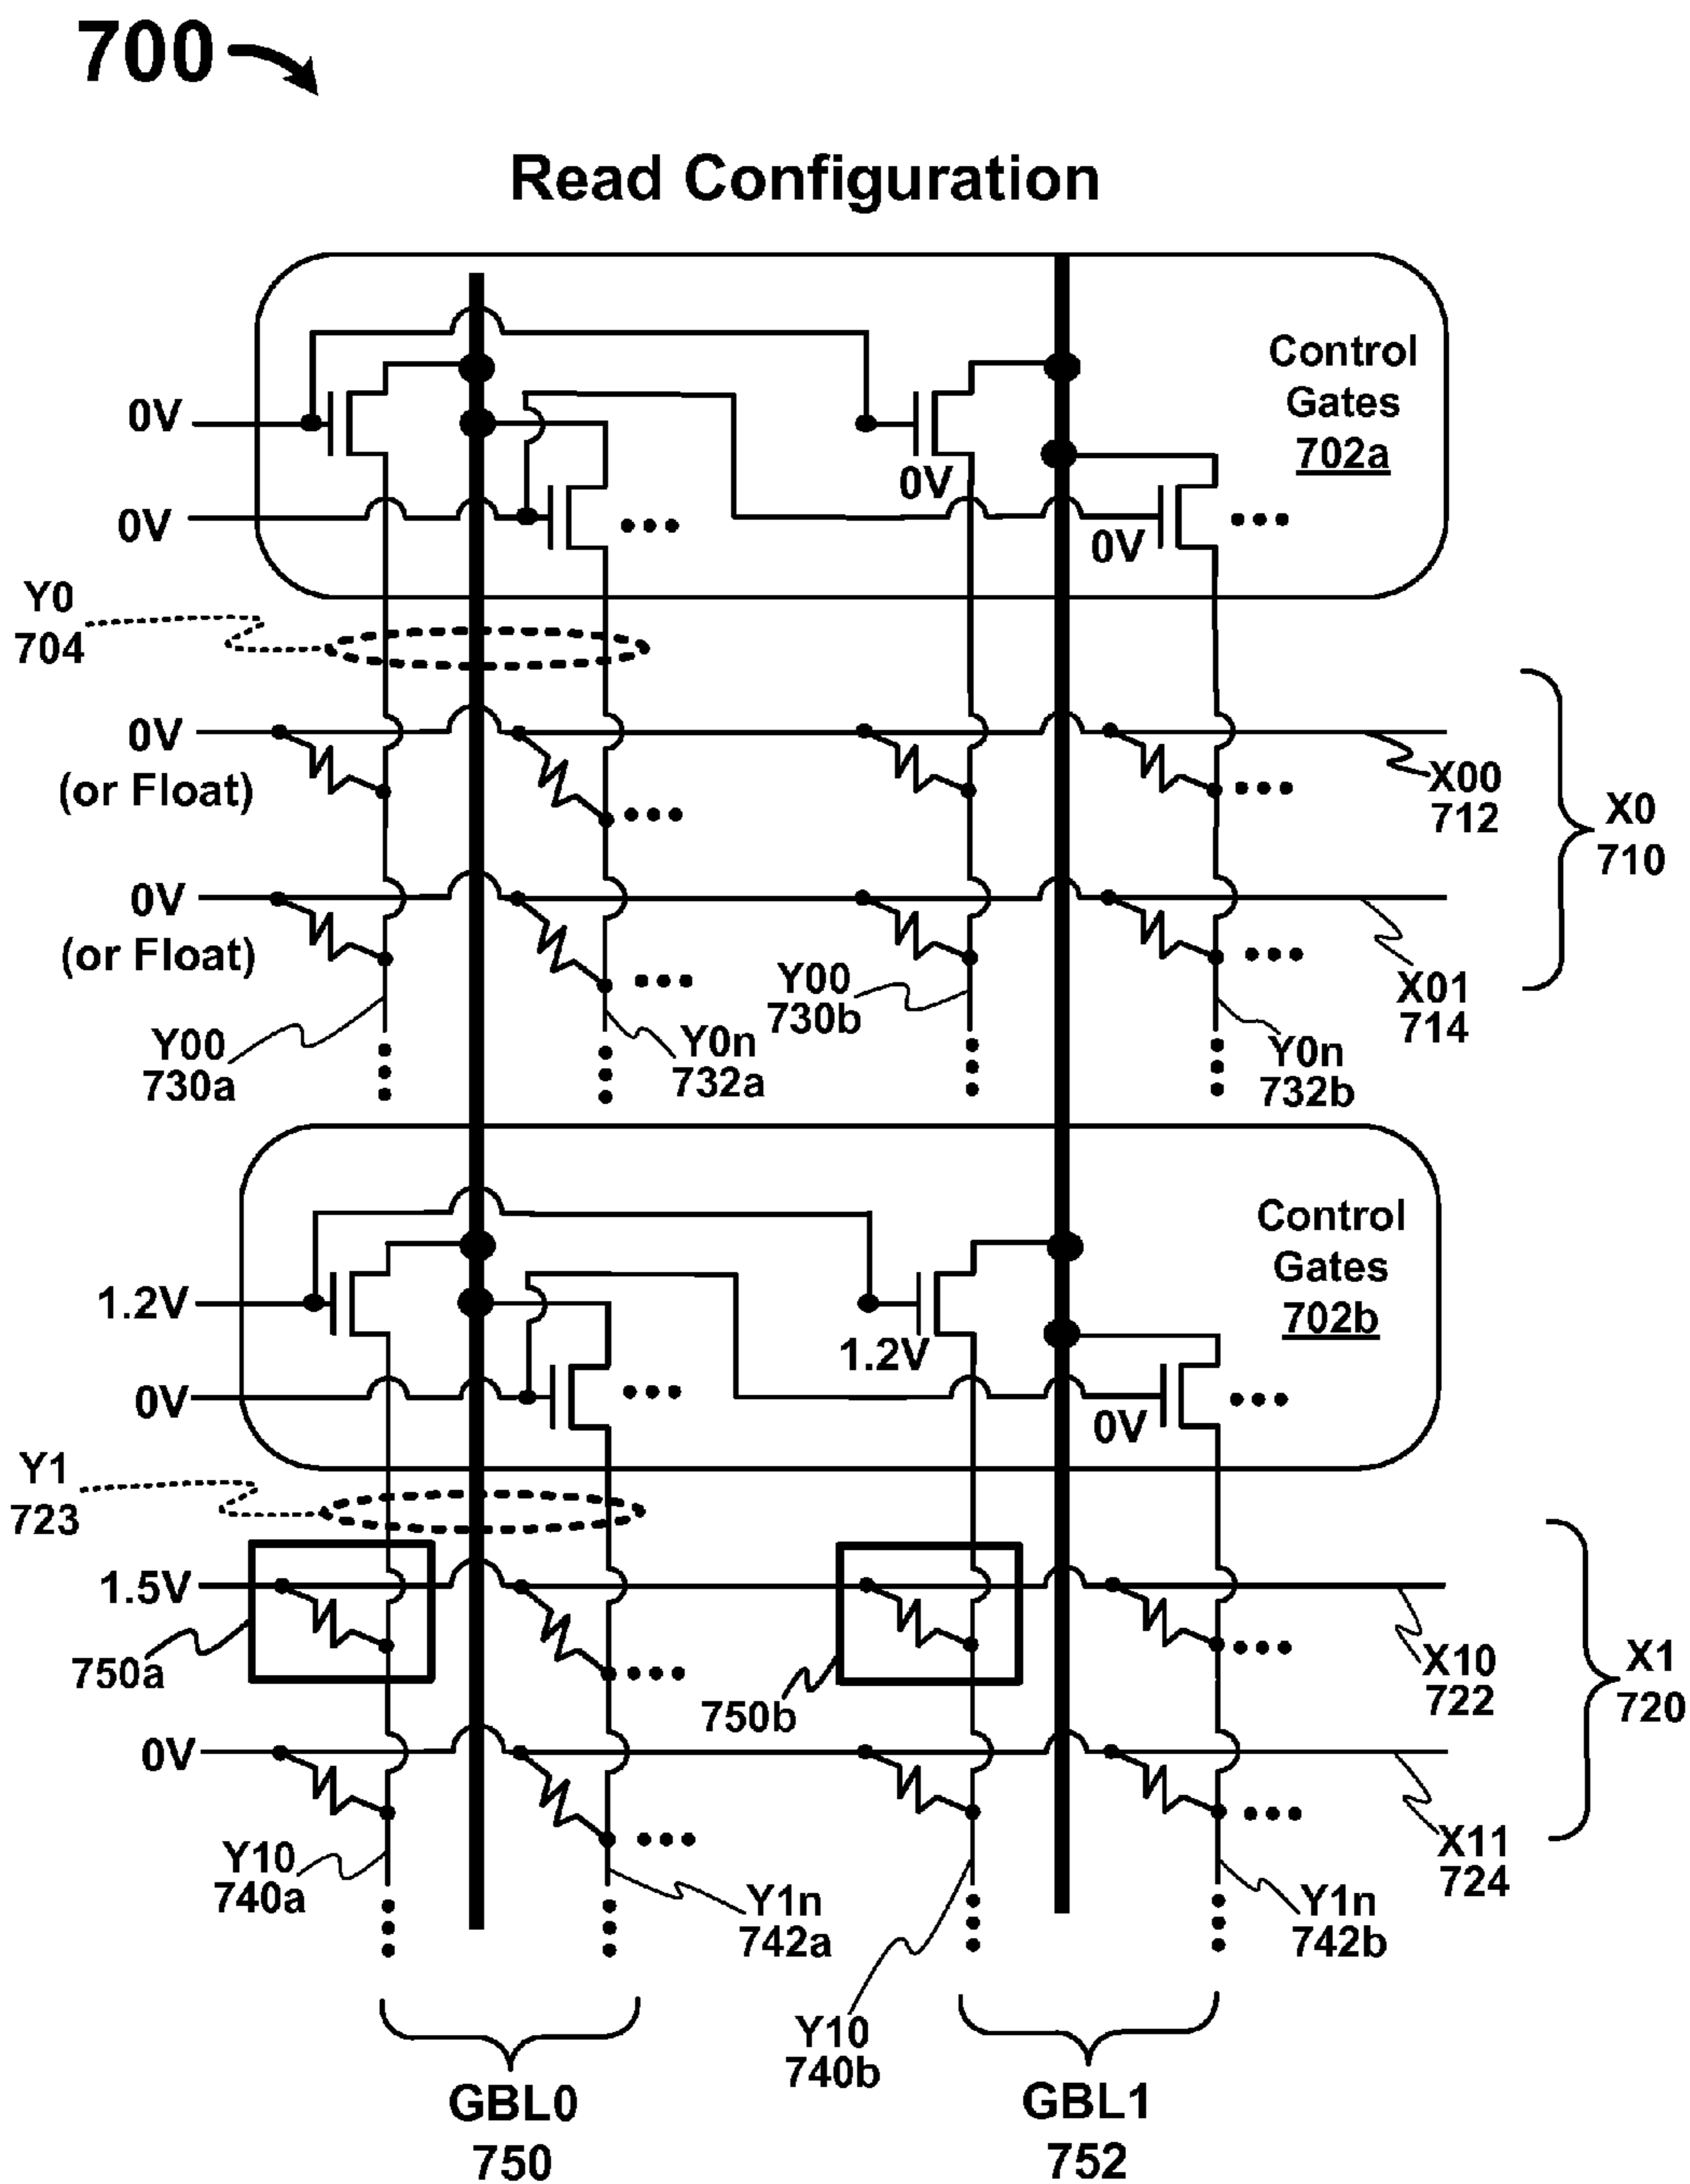 700
Read Configuration
Control
Gates
702a
0V
0V
0V
0V
Y0
704
0V
(or Float)
X00
712
X0
710
0V
(or Float)
X01
714
Y00
730a
Y0n
732a
Y00
730b
Y0n
732b
Control
Gates
702b
1.2V
1.2V
0V
0V
Y1
723
1.5V
750a
750b
X10
722
X1
720
0V
X11
724
Y10
740a
Y1n
742a
Y10
740b
Y1n
742b
GBL0
750
GBL1
752